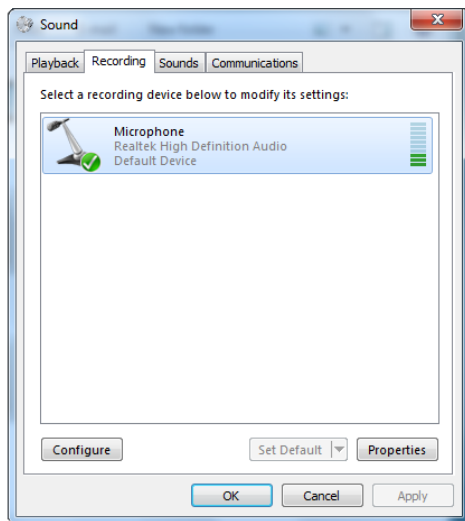 Sound
Playback Recording Sounds Communications
Select a recording device below to modify its settings:
Microphone
Realtek High Definition Audio
Default Device
Configure Set Default Properties
OK Cancel Apply